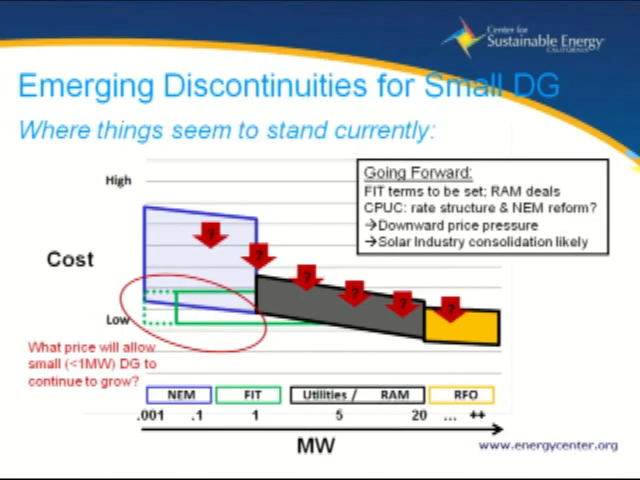 Center for
Sustainable Energy
CALIFORNIA
Emerging Discontinuities for Small DG
Where things seem to stand currently:
High
Going Forward:
FIT terms to be set; RAM deals
CPUC: rate structure & NEM reform?
→Downward price pressure
→Solar Industry consolidation likely
? ? ? ? ? ?
Cost
Low
What price will allow
small (<1MW) DG to
continue to grow?
NEM FIT Utilities / RAM RFO
.001 .1 1 5 20 ... ++
MW
www.energycenter.org